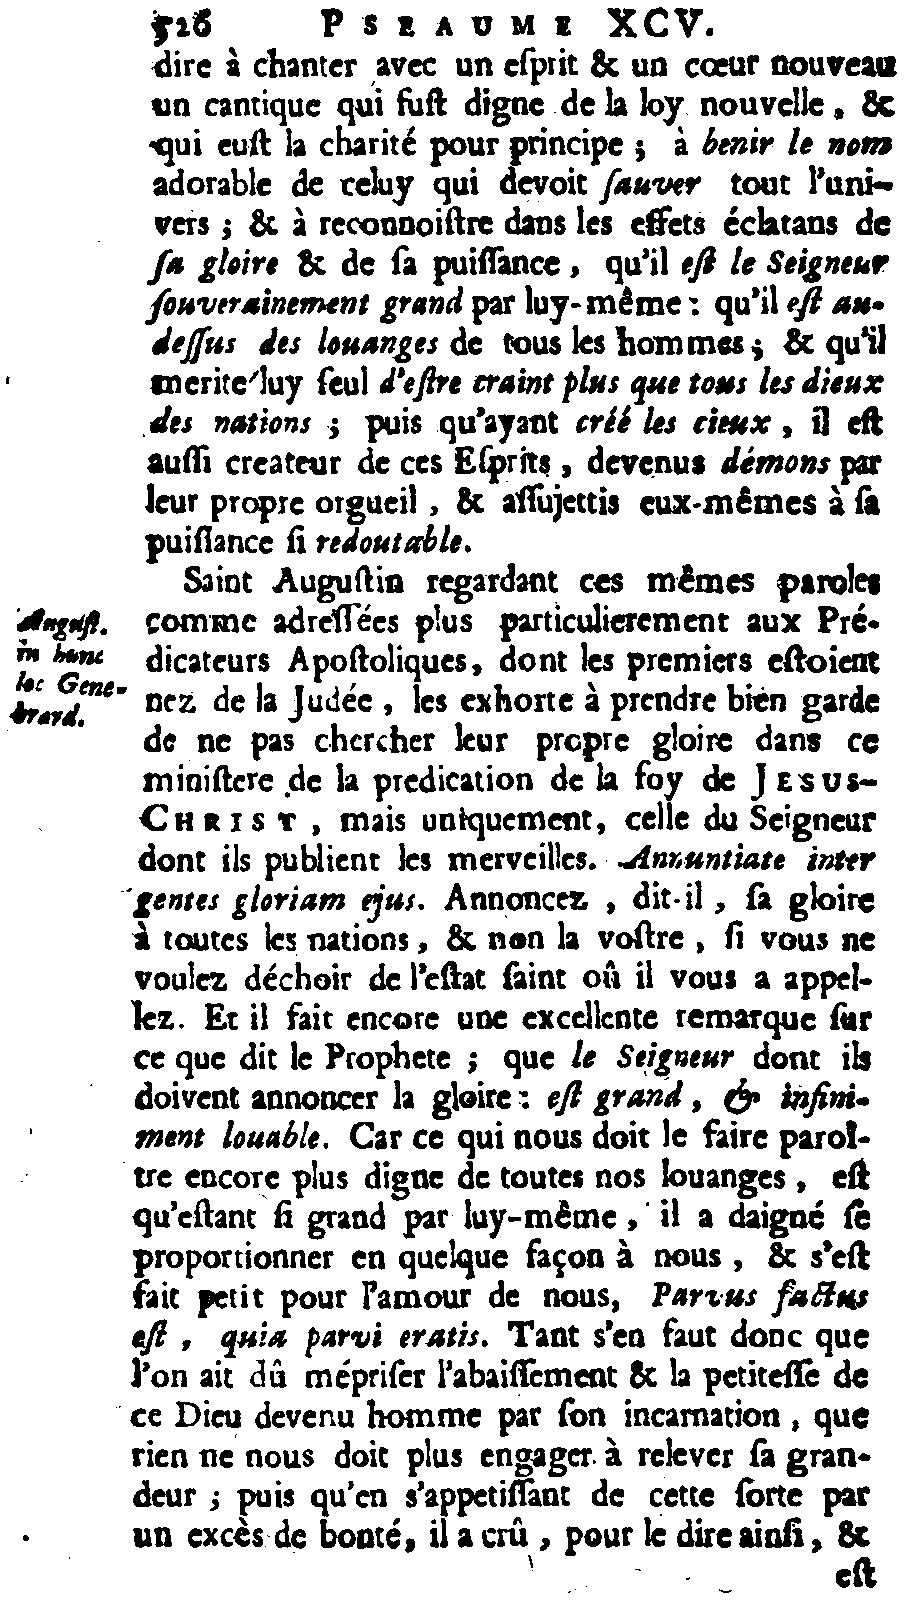 526 PSEAUME XCV.
dire à chanter avec un eſprit & un cœur nouveau
un cantique qui fuſt digne de la loy nouvelle, &
qui euſt la charité pour principe ; à benir le nom
adorable de celuy qui devoit ſauver tout l'uni-
vers ; & à reconnoiſtre dans les effets éclatans de
ſa gloire & de ſa puiſſance, qu'il eſt le Seigneur
ſouverainement grand par luy-même : qu'il eſt au-
deſſus des louanges de tous les hommes ; & qu'il
merite luy ſeul d'eſtre craint plus que tous les dieux
des nations ; puis qu'ayant créé les cieux, il eſt
auſſi createur de ces Eſprits, devenus démons par
leur propre orgueil, & aſſujettis eux-mêmes à ſa
puiſſance ſi redoutable.
Saint Auguſtin regardant ces mêmes paroles
Auguſt.
in hunc
loc Gene-
brard.
comme adreſſées plus particulierement aux Pré-
dicateurs Apoſtoliques, dont les premiers eſtoient
nez de la Judée, les exhorte à prendre bien garde
de ne pas chercher leur propre gloire dans ce
miniſtere de la predication de la foy de JESUS-
CHRIST, mais uniquement, celle du Seigneur
dont ils publient les merveilles. Annuntiate inter
gentes gloriam ejus. Annoncez, dit-il, ſa gloire
à toutes les nations, & non la voſtre, ſi vous ne
voulez déchoir de l'eſtat ſaint où il vous a appel-
lez. Et il fait encore une excellente remarque ſur
ce que dit le Prophete ; que le Seigneur dont ils
doivent annoncer la gloire : eſt grand, & infini-
ment louable. Car ce qui nous doit le faire paroî-
tre encore plus digne de toutes nos louanges, eſt
qu'eſtant ſi grand par luy-même, il a daigné ſe
proportionner en quelque façon à nous, & s'eſt
fait petit pour l'amour de nous, Parvus factus
eſt, quia parvi eratis. Tant s'en faut donc que
l'on ait dû mépriſer l'abaiſſement & la petiteſſe de
ce Dieu devenu homme par ſon incarnation, que
rien ne nous doit plus engager à relever ſa gran-
deur ; puis qu'en s'appetiſſant de cette ſorte par
un excès de bonté, il a crû, pour le dire ainſi, &
eſt